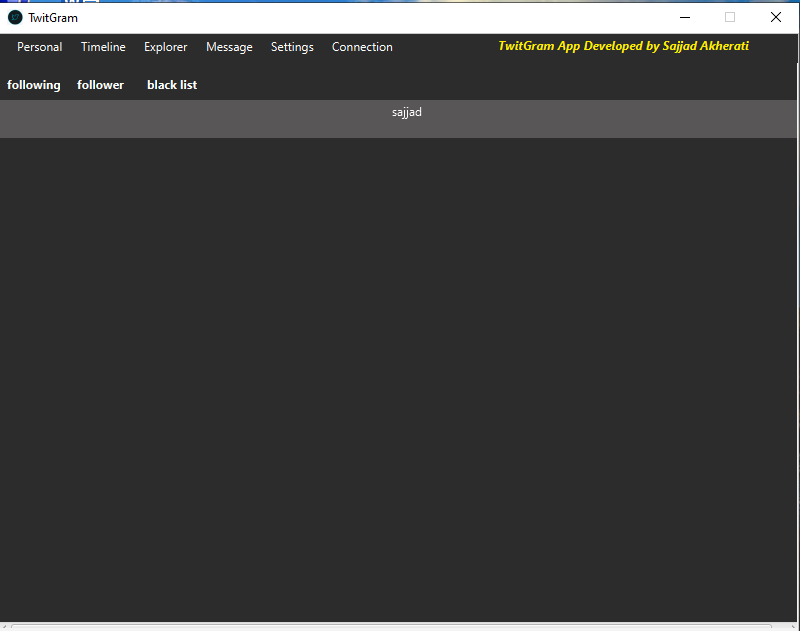 TwitGram
Personal Timeline Explorer Message Settings Connection TwitGram App Developed by Sajjad Akherati
following follower black list
sajjad